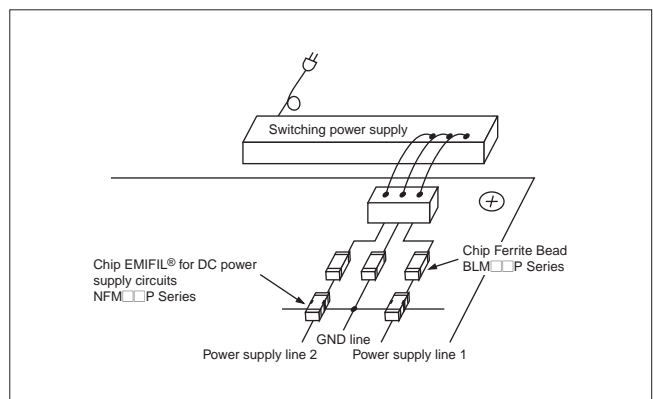 Switching power supply
Chip Ferrite Bead
BLM□□P Series
Chip EMIFIL® for DC power
supply circuits
NFM□□P Series
GND line
Power supply line 2
Power supply line 1